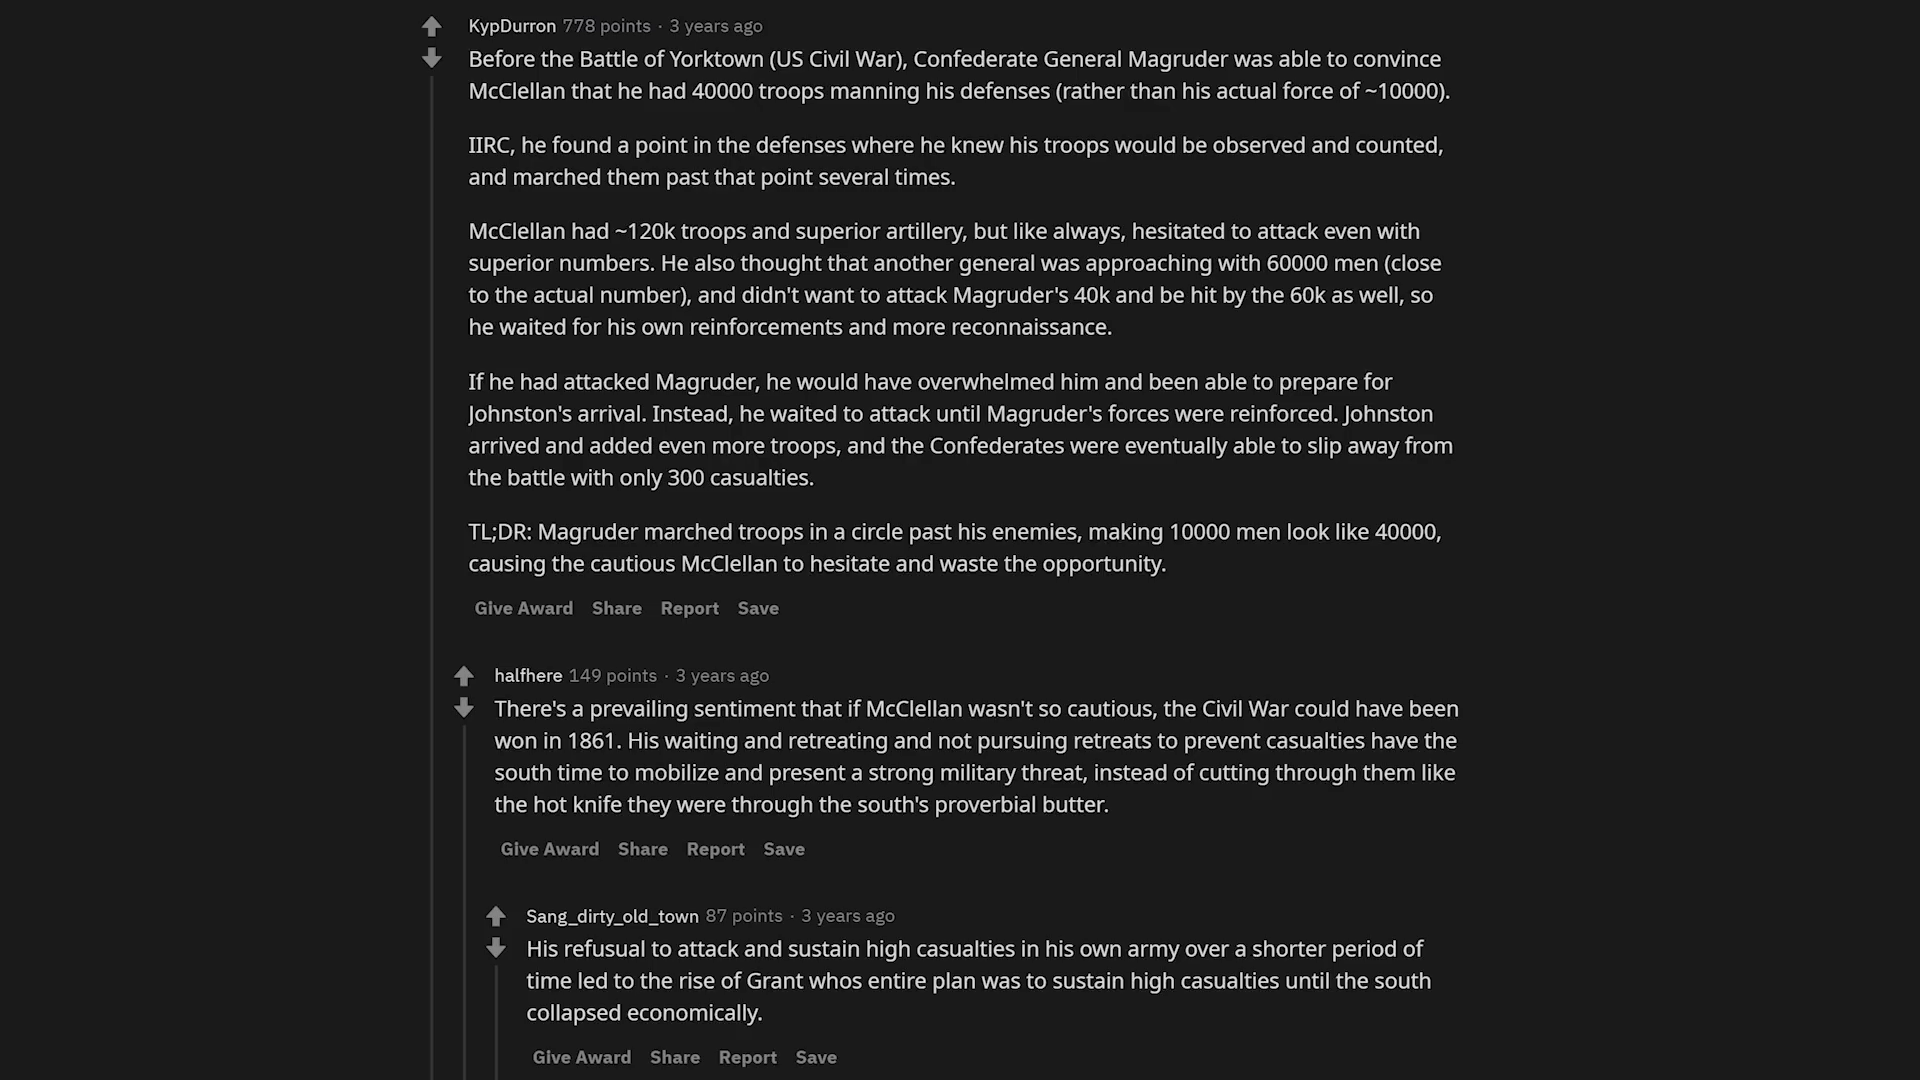 KypDurron 778 points · 3 years ago
Before the Battle of Yorktown (US Civil War), Confederate General Magruder was able to convince
McClellan that he had 40000 troops manning his defenses (rather than his actual force of ~10000).
IIRC, he found a point in the defenses where he knew his troops would be observed and counted,
and marched them past that point several times.
McClellan had ~120k troops and superior artillery, but like always, hesitated to attack even with
superior numbers. He also thought that another general was approaching with 60000 men (close
to the actual number), and didn't want to attack Magruder's 40k and be hit by the 60k as well, so
he waited for his own reinforcements and more reconnaissance.
If he had attacked Magruder, he would have overwhelmed him and been able to prepare for
Johnston's arrival. Instead, he waited to attack until Magruder's forces were reinforced. Johnston
arrived and added even more troops, and the Confederates were eventually able to slip away from
the battle with only 300 casualties.
TL;DR: Magruder marched troops in a circle past his enemies, making 10000 men look like 40000,
causing the cautious McClellan to hesitate and waste the opportunity.
Give Award Share Report Save
halfhere 149 points · 3 years ago
There's a prevailing sentiment that if McClellan wasn't so cautious, the Civil War could have been
won in 1861. His waiting and retreating and not pursuing retreats to prevent casualties have the
south time to mobilize and present a strong military threat, instead of cutting through them like
the hot knife they were through the south's proverbial butter.
Give Award Share Report Save
Sang_dirty_old_town 87 points · 3 years ago
His refusual to attack and sustain high casualties in his own army over a shorter period of
time led to the rise of Grant whos entire plan was to sustain high casualties until the south
collapsed economically.
Give Award Share Report Save